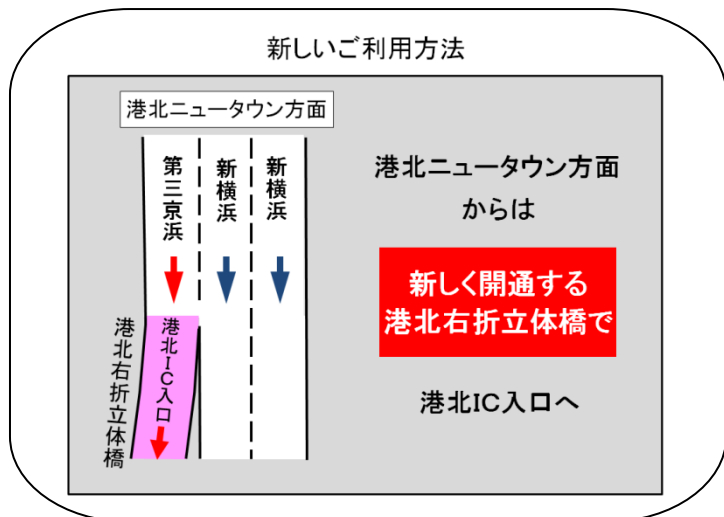 新しいご利用方法
港北ニュータウン方面
第三京浜
新横浜
新横浜
港北右折立体橋
港北IC入口
港北ニュータウン方面
からは
新しく開通する
港北右折立体橋で
港北IC入口へ